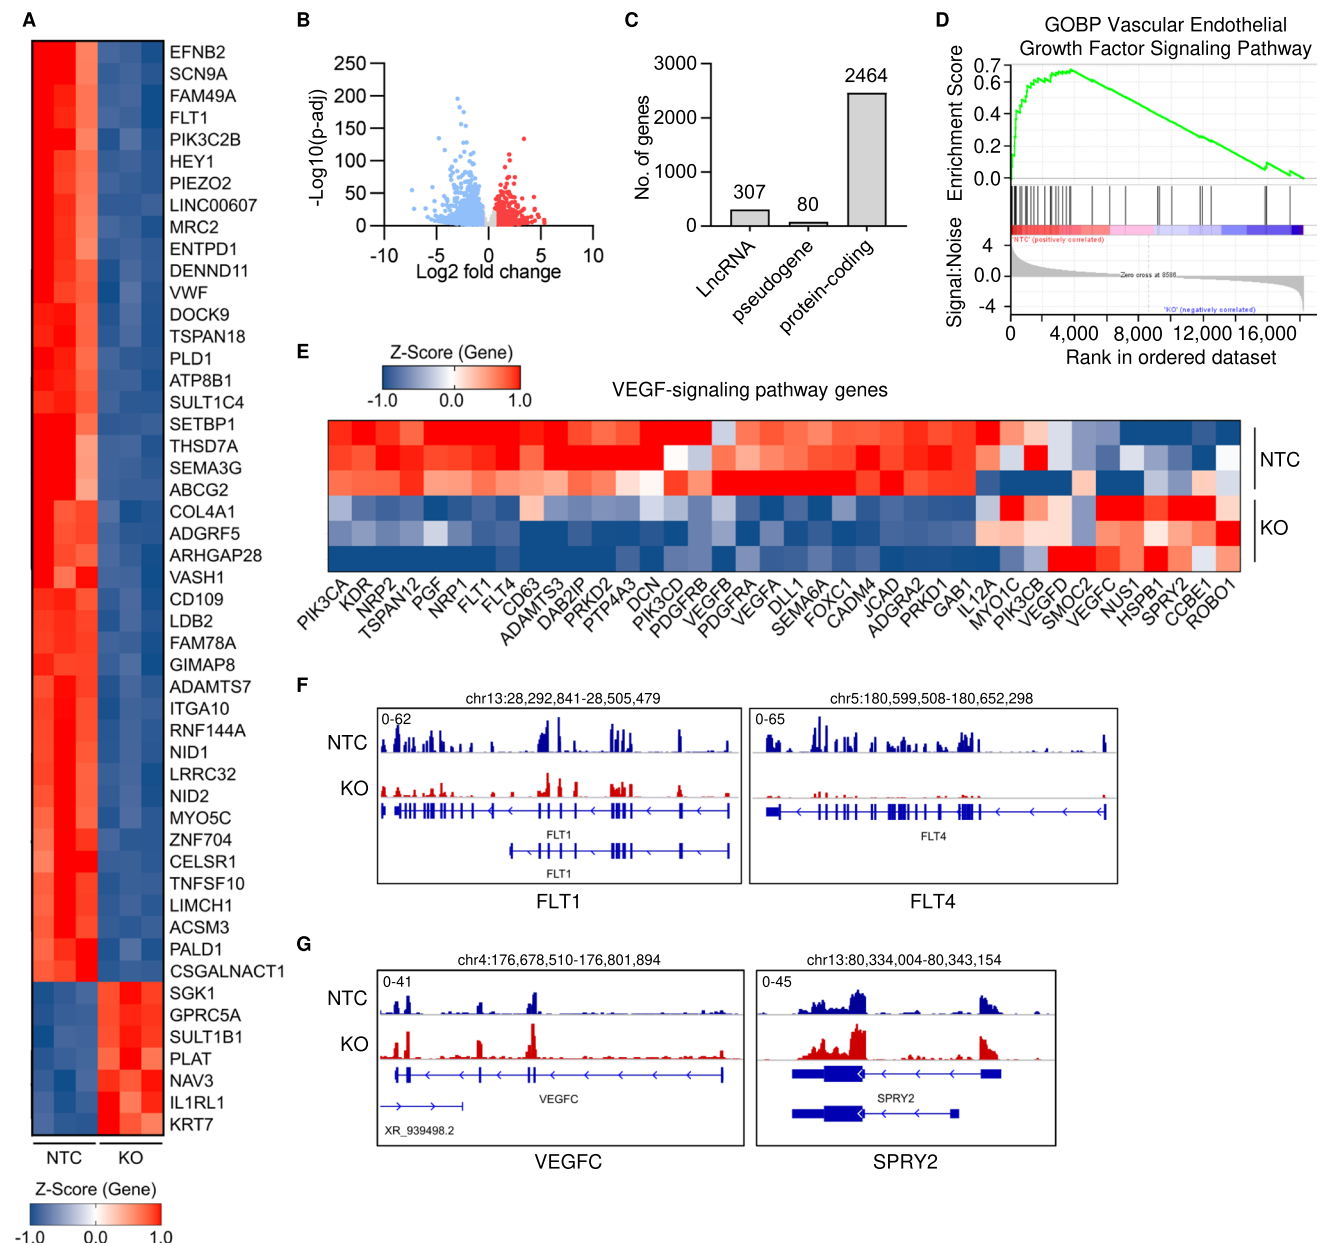 A
EFNB2
SCN9A
FAM49A
FLT1
PIK3C2B
HEY1
PIEZO2
LINC00607
MRC2
ENTPD1
DENND11
VWF
DOCK9
TSPAN18
PLD1
ATP8B1
SULT1C4
SETBP1
THSD7A
SEMA3G
ABCG2
COL4A1
ADGRF5
ARHGAP28
VASH1
CD109
LDB2
FAM78A
GIMAP8
ADAMTS7
ITGA10
RNF144A
NID1
LRRC32
NID2
MYO5C
ZNF704
CELSR1
TNFSF10
LIMCH1
ACSM3
PALD1
CSGALNACT1
SGK1
GPRC5A
SULT1B1
PLAT
NAV3
IL1RL1
KRT7
NTC KO
Z-Score (Gene)
-1.0 0.0 1.0
B
-Log10(p-adj)
250
200
150
100
50
0
-10 -5 0 5 10
Log2 fold change
C
No. of genes
3000
2000
1000
0
307
80
2464
LncRNA
pseudogene
protein-coding
D
GOBP Vascular Endothelial
Growth Factor Signaling Pathway
Enrichment Score
0.7
0.6
0.4
0.2
0.0
'NTC' (positively correlated)
Signal:Noise
4
0.0
-4
Zero cross at 8586
'KO' (negatively correlated)
0 4,000 8,000 12,000 16,000
Rank in ordered dataset
E
Z-Score (Gene)
-1.0 0.0 1.0
VEGF-signaling pathway genes
NTC
KO
PIK3CA
KDR
NRP2
TSPAN12
PGF
NRP1
FLT1
FLT4
CD63
ADAMTS3
DAB2IP
PRKD2
PTP4A3
DCN
PIK3CD
PDGFRB
VEGFB
PDGFRA
VEGFA
DLL1
SEMA6A
FOXC1
CADM4
JCAD
ADGRA2
PRKD1
GAB1
IL12A
MYO1C
PIK3CB
VEGFD
SMOC2
VEGFC
NUS1
HSPB1
SPRY2
CCBE1
ROBO1
F
chr13:28,292,841-28,505,479
0-62
NTC
KO
FLT1
FLT1
FLT1
chr5:180,599,508-180,652,298
0-65
FLT4
FLT4
G
chr4:176,678,510-176,801,894
0-41
NTC
KO
VEGFC
XR_939498.2
VEGFC
chr13:80,334,004-80,343,154
0-45
SPRY2
SPRY2